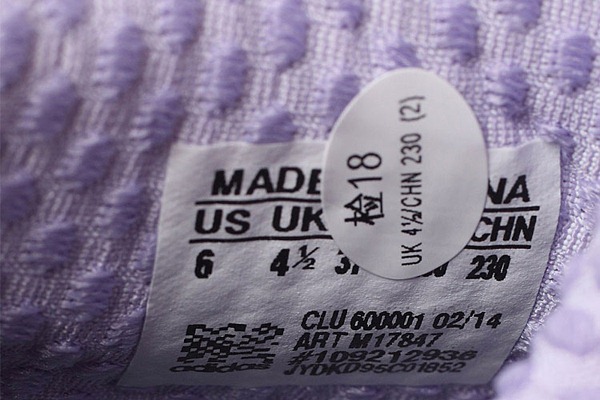 检18
UK 4½/CHN 230 (2)
MADE NA
US UK CHN
6 4½ 230
CLU 600001 02/14
ART M17847
#109212936
JYDKD95C01852
adidas